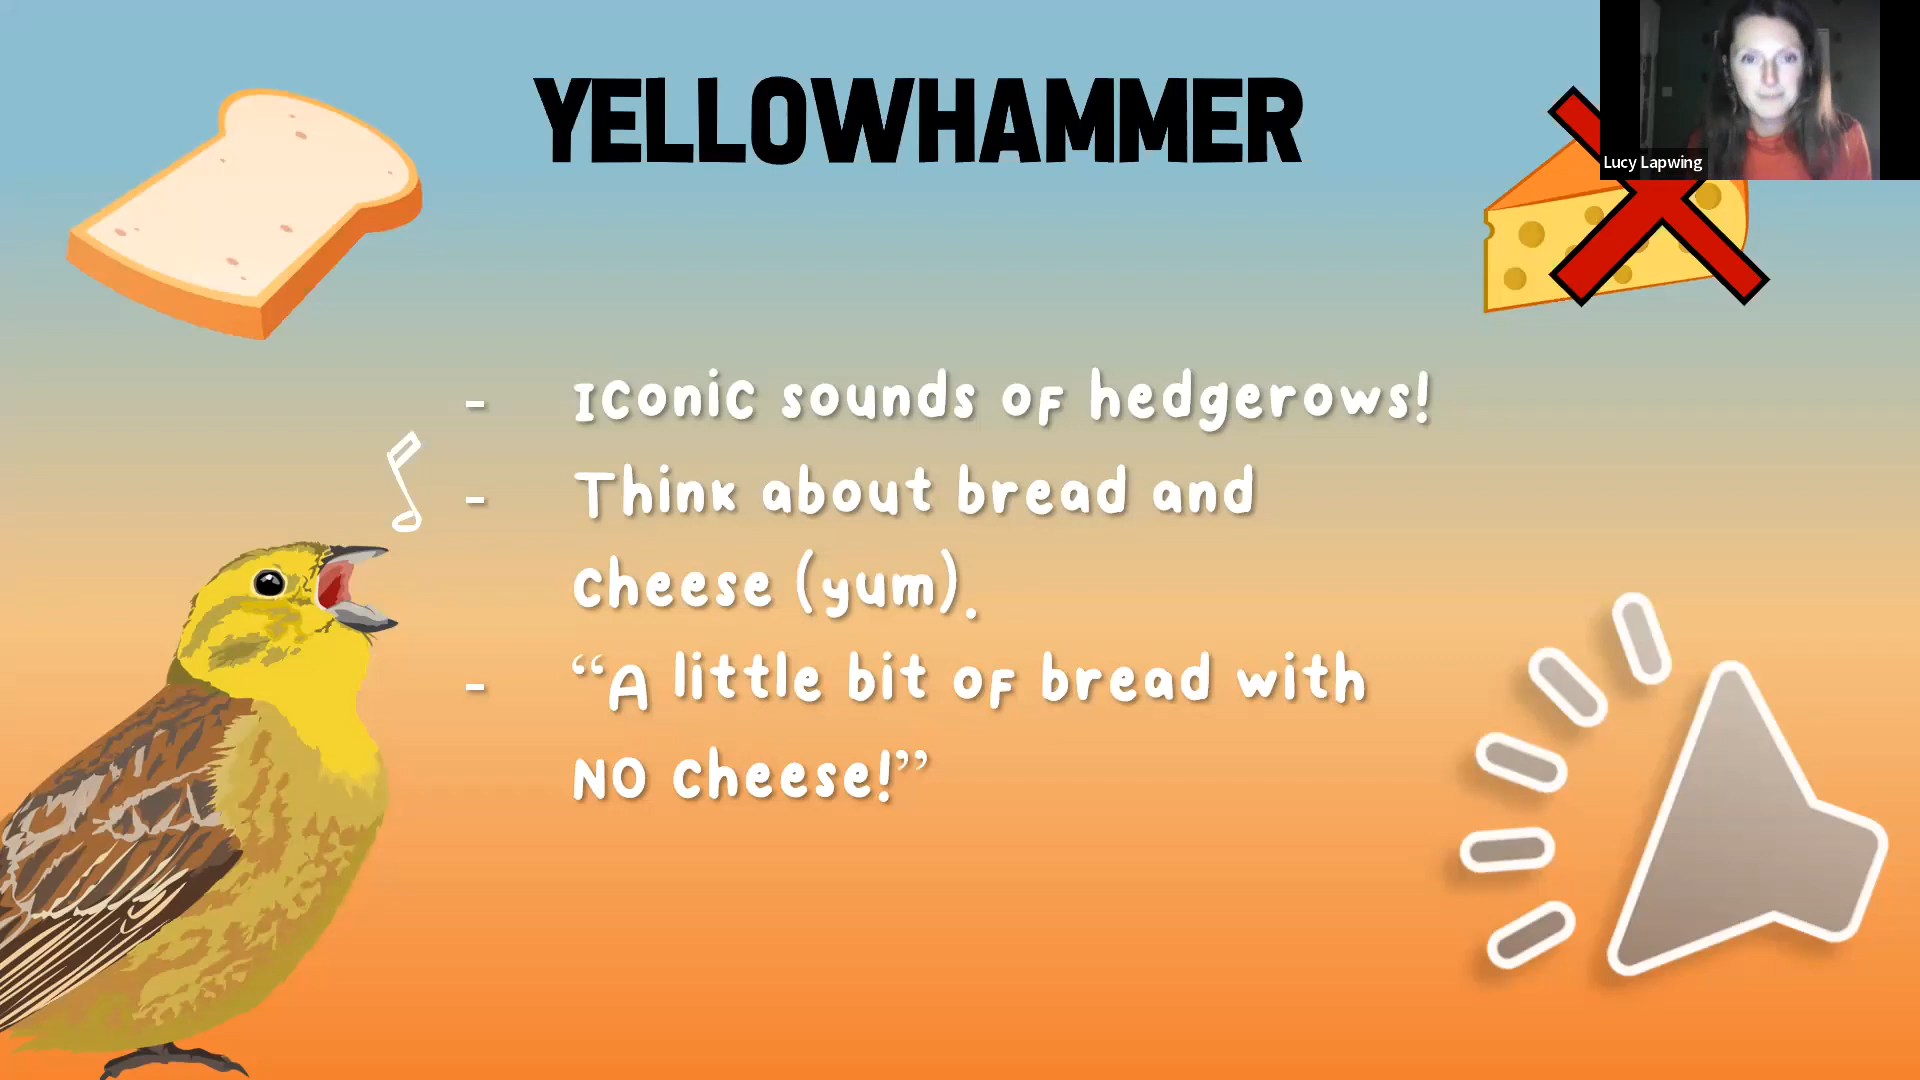 YELLOWHAMMER
Lucy Lapwing
- Iconic sounds of hedgerows!
- Think about bread and
cheese (yum).
- “A little bit of bread with
NO cheese!”